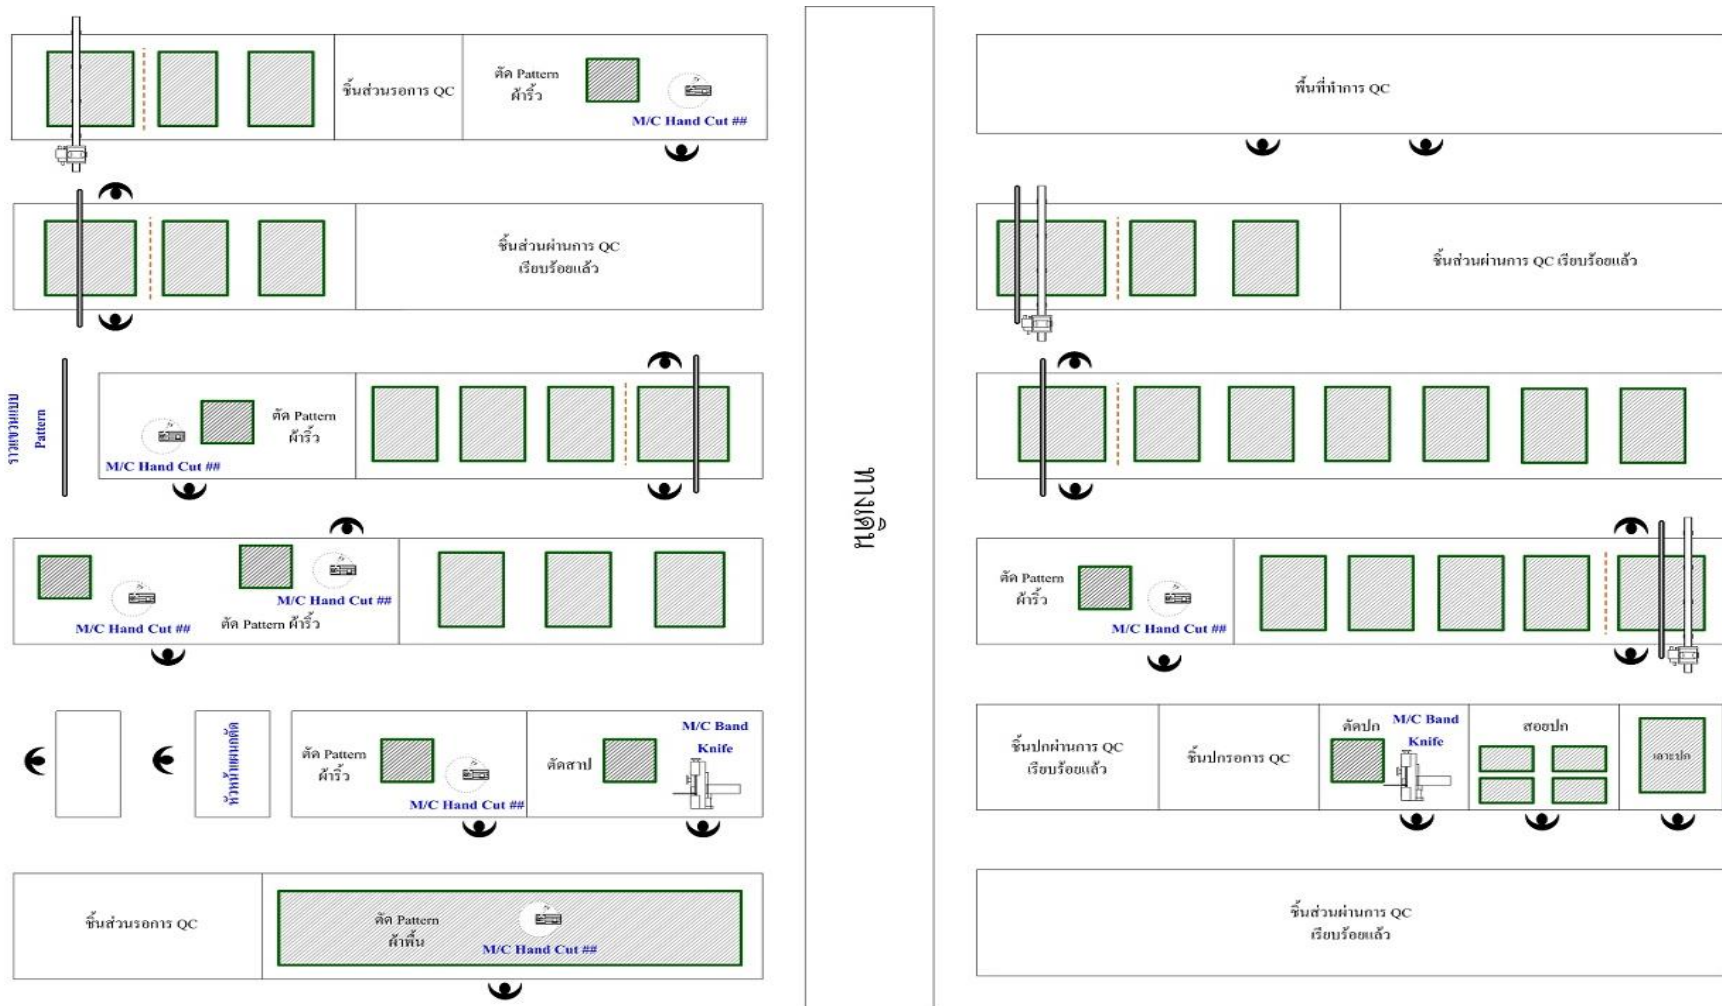 ชิ้นส่วนรอการ QC
ตัด Pattern
ผ้าริ้ว
M/C Hand Cut ##
ชิ้นส่วนผ่านการ QC
เรียบร้อยแล้ว
ราวแขวนแบบ
Pattern
M/C Hand Cut ##
ตัด Pattern
ผ้าริ้ว
M/C Hand Cut ##
M/C Hand Cut ##
ตัด Pattern ผ้าริ้ว
หัวหน้าแผนกตัด
ตัด Pattern
ผ้าริ้ว
M/C Hand Cut ##
ตัดสาป
M/C Band
Knife
ชิ้นส่วนรอการ QC
ตัด Pattern
ผ้าพื้น
M/C Hand Cut ##
ทางเดิน
พื้นที่ทำการ QC
ชิ้นส่วนผ่านการ QC เรียบร้อยแล้ว
ตัด Pattern
ผ้าริ้ว
M/C Hand Cut ##
ชิ้นปกผ่านการ QC
เรียบร้อยแล้ว
ชิ้นปกรอการ QC
ตัดปก
M/C Band
Knife
สอยปก
เลาะปก
ชิ้นส่วนผ่านการ QC
เรียบร้อยแล้ว